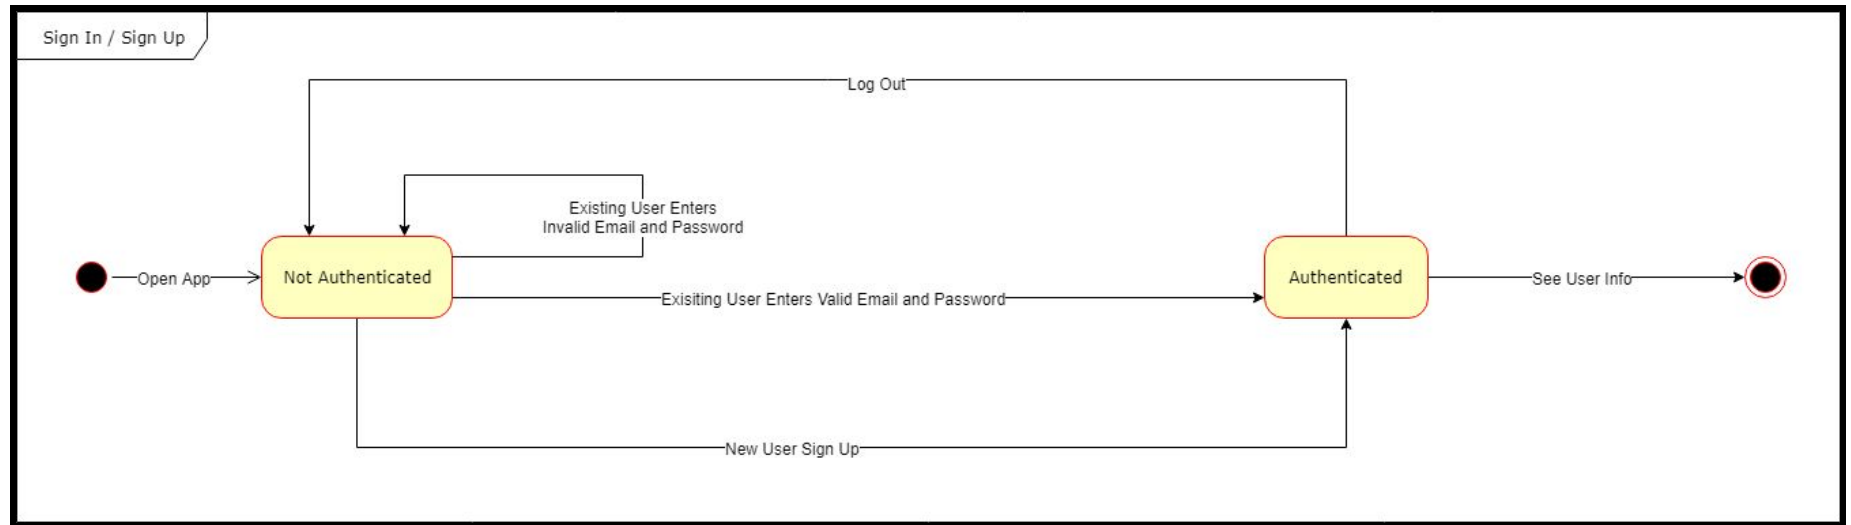 Sign In / Sign Up
Log Out
Existing User Enters
Invalid Email and Password
Open App
Not Authenticated
Exisiting User Enters Valid Email and Password
Authenticated
See User Info
New User Sign Up